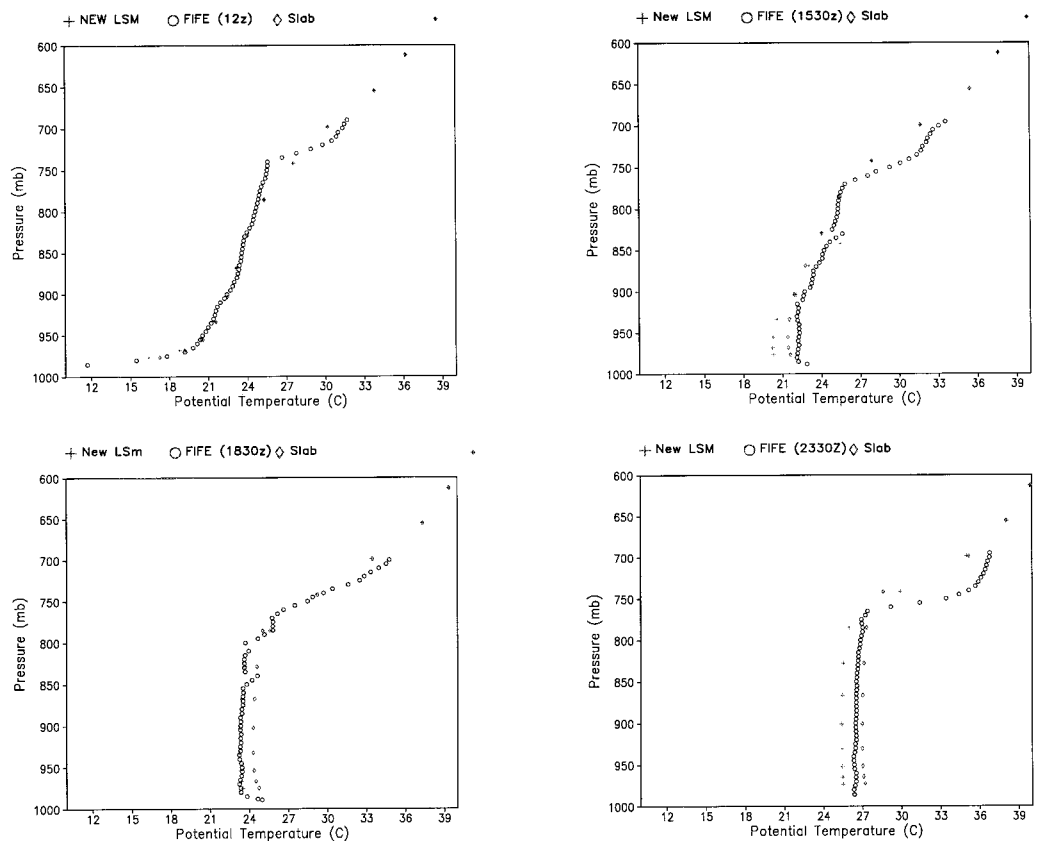 NEW LSM FIFE (12z) Slab
600
650
700
750
800
850
900
950
1000
Pressure (mb)
12 15 18 21 24 27 30 33 36 39
Potential Temperature (C)
New LSM FIFE (1530z) Slab
600
650
700
750
800
850
900
950
1000
Pressure (mb)
12 15 18 21 24 27 30 33 36 39
Potential Temperature (C)
New LSm FIFE (1830z) Slab
600
650
700
750
800
850
900
950
1000
Pressure (mb)
12 15 18 21 24 27 30 33 36 39
Potential Temperature (C)
New LSM FIFE (2330Z) Slab
600
650
700
750
800
850
900
950
1000
Pressure (mb)
12 15 18 21 24 27 30 33 36 39
Potential Temperature (C)